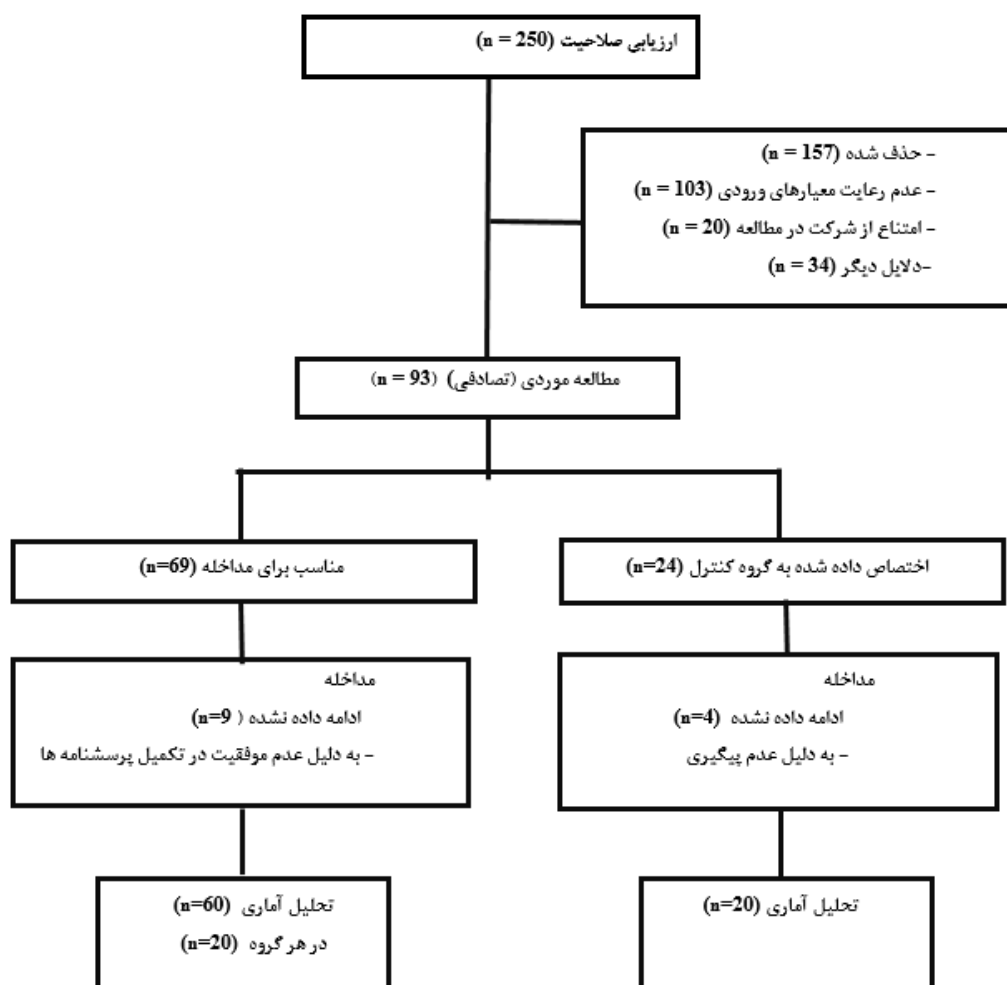 ارزیابی صلاحیت (n = 250)
- حذف شده (n = 157)
- عدم رعایت معیارهای ورودی (n = 103)
- امتناع از شرکت در مطالعه (n = 20)
-دلایل دیگر (n = 34)
مطالعه موردی (تصادفی) (n = 93)
مناسب برای مداخله (n=69)
اختصاص داده شده به گروه کنترل (n=24)
مداخله
ادامه داده نشده (n=9)
- به دلیل عدم موفقیت در تکمیل پرسشنامه ها
مداخله
ادامه داده نشده (n=4)
- به دلیل عدم پیگیری
تحلیل آماری (n=60)
در هر گروه (n=20)
تحلیل آماری (n=20)